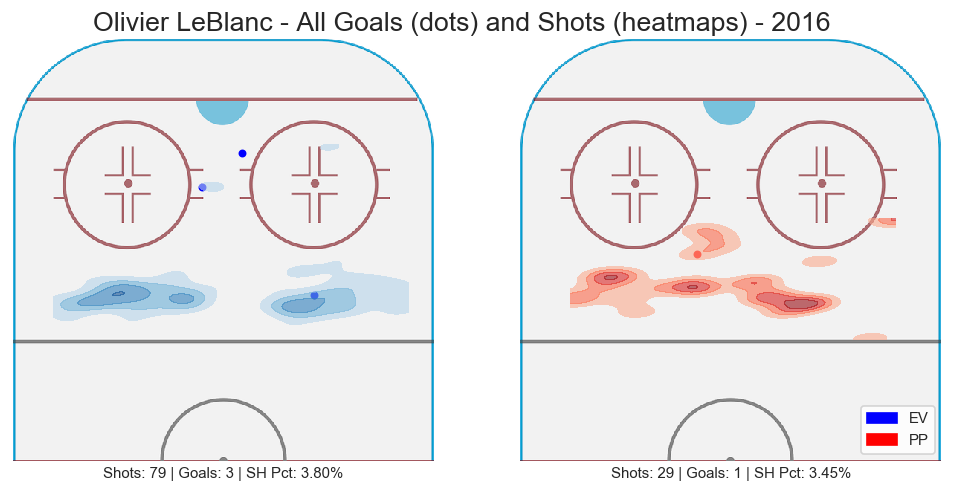 Olivier LeBlanc - All Goals (dots) and Shots (heatmaps) - 2016
EV
PP
Shots: 79 | Goals: 3 | SH Pct: 3.80%
Shots: 29 | Goals: 1 | SH Pct: 3.45%